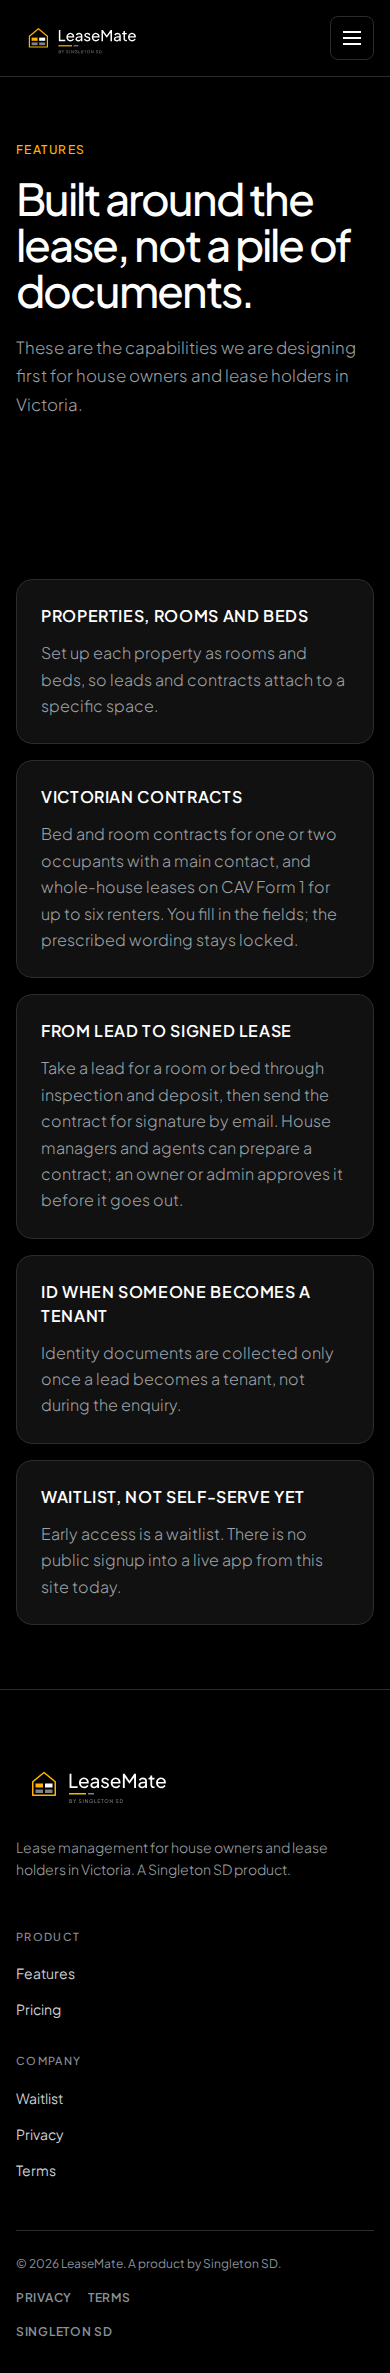 LeaseMate
BY SINGLETON SD
FEATURES
Built around the
lease, not a pile of
documents.
These are the capabilities we are designing
first for house owners and lease holders in
Victoria.
PROPERTIES, ROOMS AND BEDS
Set up each property as rooms and
beds, so leads and contracts attach to a
specific space.
VICTORIAN CONTRACTS
Bed and room contracts for one or two
occupants with a main contact, and
whole-house leases on CAV Form 1 for
up to six renters. You fill in the fields; the
prescribed wording stays locked.
FROM LEAD TO SIGNED LEASE
Take a lead for a room or bed through
inspection and deposit, then send the
contract for signature by email. House
managers and agents can prepare a
contract; an owner or admin approves it
before it goes out.
ID WHEN SOMEONE BECOMES A
TENANT
Identity documents are collected only
once a lead becomes a tenant, not
during the enquiry.
WAITLIST, NOT SELF-SERVE YET
Early access is a waitlist. There is no
public signup into a live app from this
site today.
LeaseMate
BY SINGLETON SD
Lease management for house owners and lease
holders in Victoria. A Singleton SD product.
PRODUCT
Features
Pricing
COMPANY
Waitlist
Privacy
Terms
© 2026 LeaseMate. A product by Singleton SD.
PRIVACY TERMS
SINGLETON SD